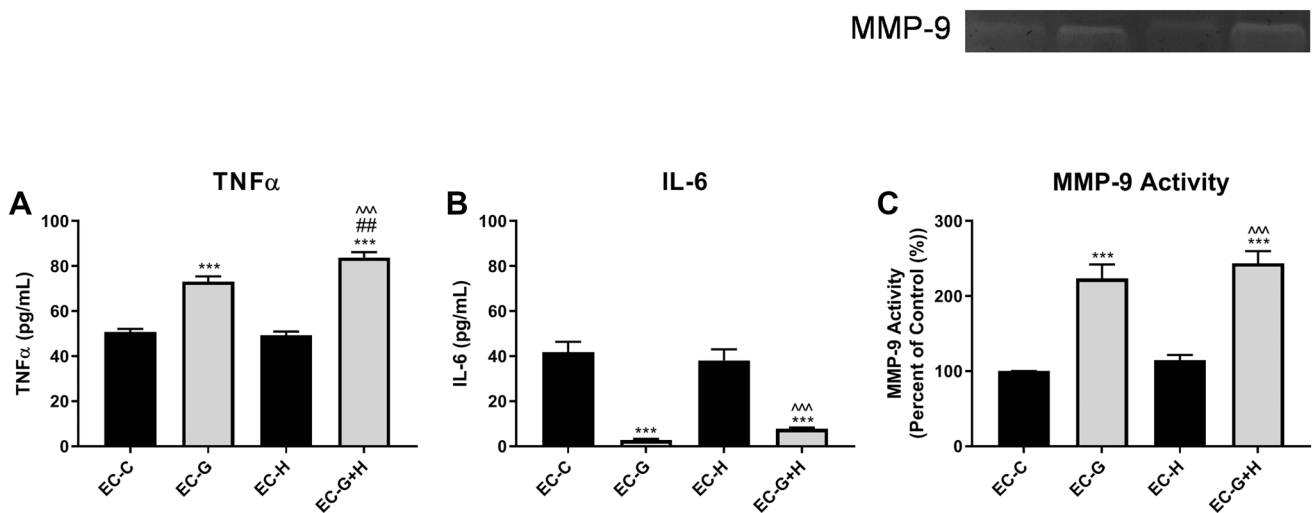 MMP-9
A
TNFα
TNFα (pg/mL)
100
80
60
40
20
0
***
^^^
##
***
EC-C
EC-G
EC-H
EC-G+H
B
IL-6
IL-6 (pg/mL)
100
80
60
40
20
0
***
^^^
***
EC-C
EC-G
EC-H
EC-G+H
C
MMP-9 Activity
MMP-9 Activity
(Percent of Control (%))
300
200
100
0
***
^^^
***
EC-C
EC-G
EC-H
EC-G+H